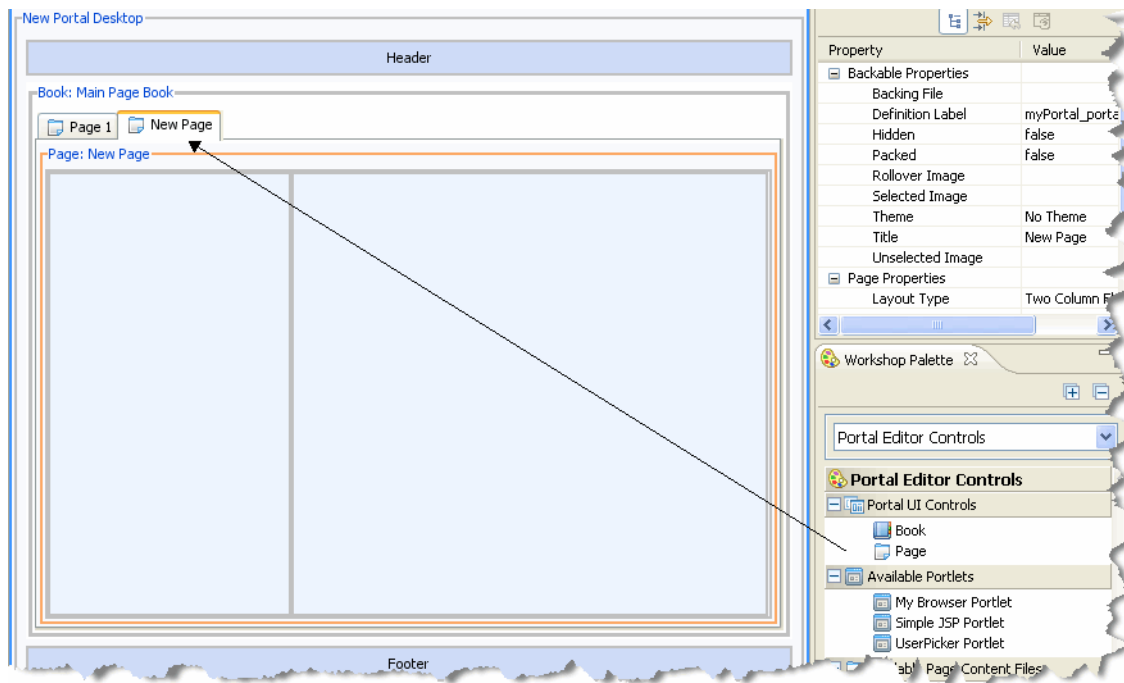 New Portal Desktop
Header
Book: Main Page Book
Page 1
New Page
Page: New Page
Footer
Property Value
Backable Properties
Backing File
Definition Label myPortal_porta
Hidden false
Packed false
Rollover Image
Selected Image
Theme No Theme
Title New Page
Unselected Image
Page Properties
Layout Type Two Column
Workshop Palette
Portal Editor Controls
Portal Editor Controls
Portal UI Controls
Book
Page
Available Portlets
My Browser Portlet
Simple JSP Portlet
UserPicker Portlet
Page Content Files